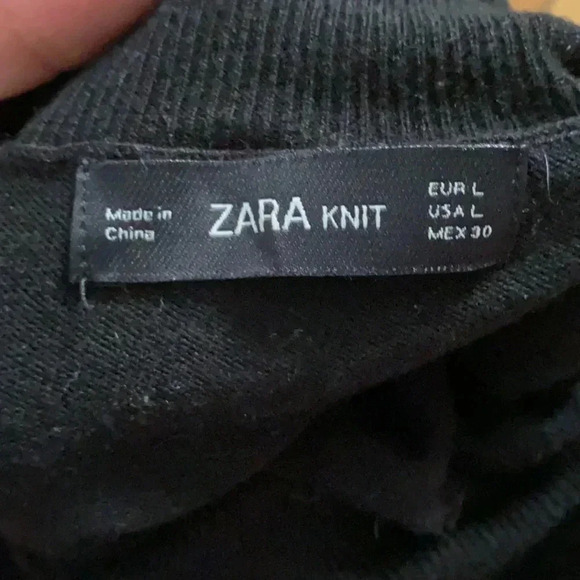 Made in
China
ZARA KNIT
EUR L
USA L
MEX 30